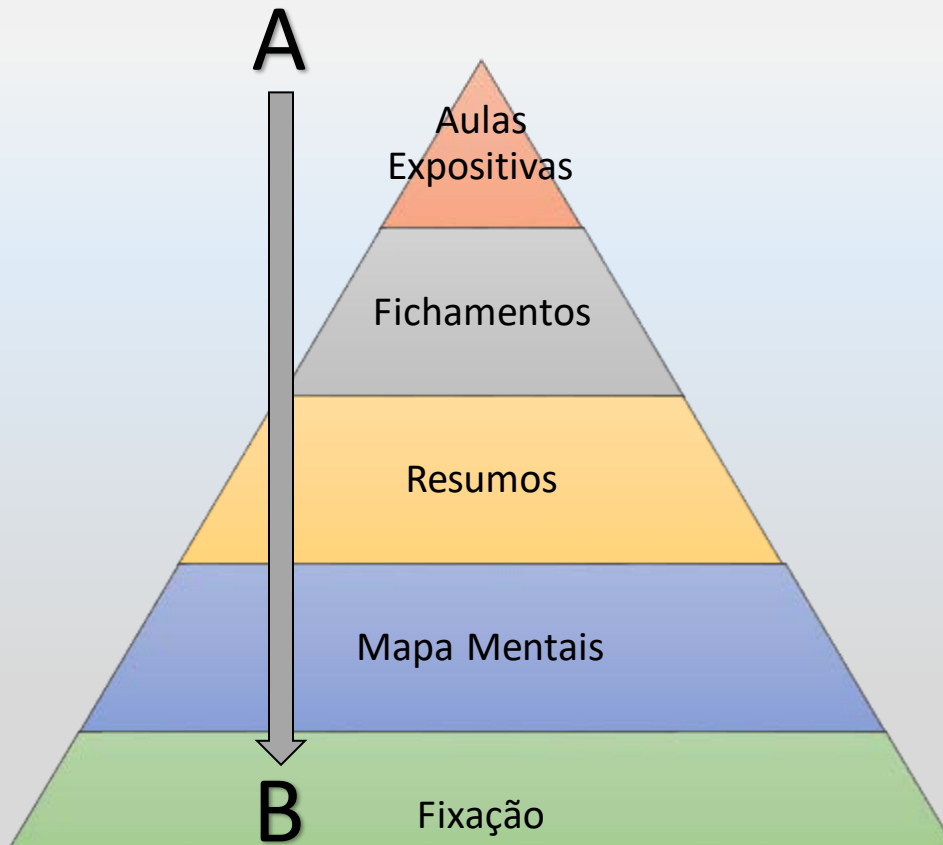 A
Aulas
Expositivas
Fichamentos
Resumos
Mapa Mentais
B
Fixação